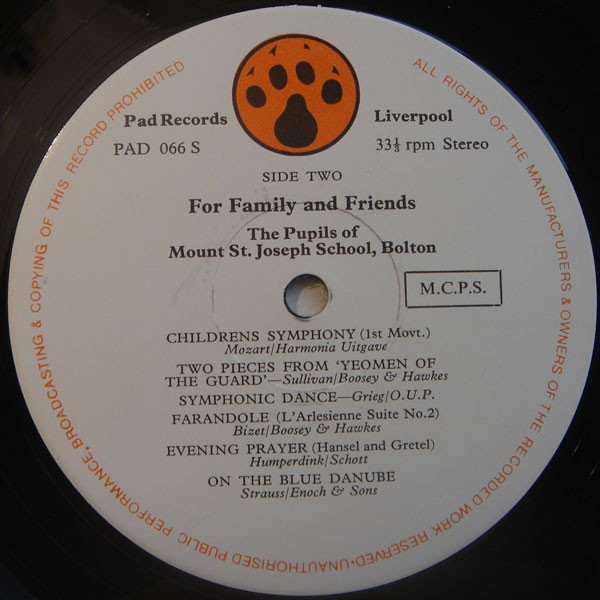 Pad Records
Liverpool
PAD 066 S
33⅓ rpm Stereo
SIDE TWO
For Family and Friends
The Pupils of
Mount St. Joseph School, Bolton
M.C.P.S.
CHILDRENS SYMPHONY (1st Movt.)
Mozart/Harmonia Uitgave
TWO PIECES FROM ‘YEOMEN OF
THE GUARD’—Sullivan/Boosey & Hawkes
SYMPHONIC DANCE—Grieg/O.U.P.
FARANDOLE (L'Arlesienne Suite No.2)
Bizet/Boosey & Hawkes
EVENING PRAYER (Hansel and Gretel)
Humperdink/Schott
ON THE BLUE DANUBE
Strauss/Enoch & Sons
ALL RIGHTS OF THE MANUFACTURERS & OWNERS OF THE RECORDED WORK RESERVED·UNAUTHORISED PUBLIC PERFORMANCE, BROADCASTING & COPYING OF THIS RECORD PROHIBITED